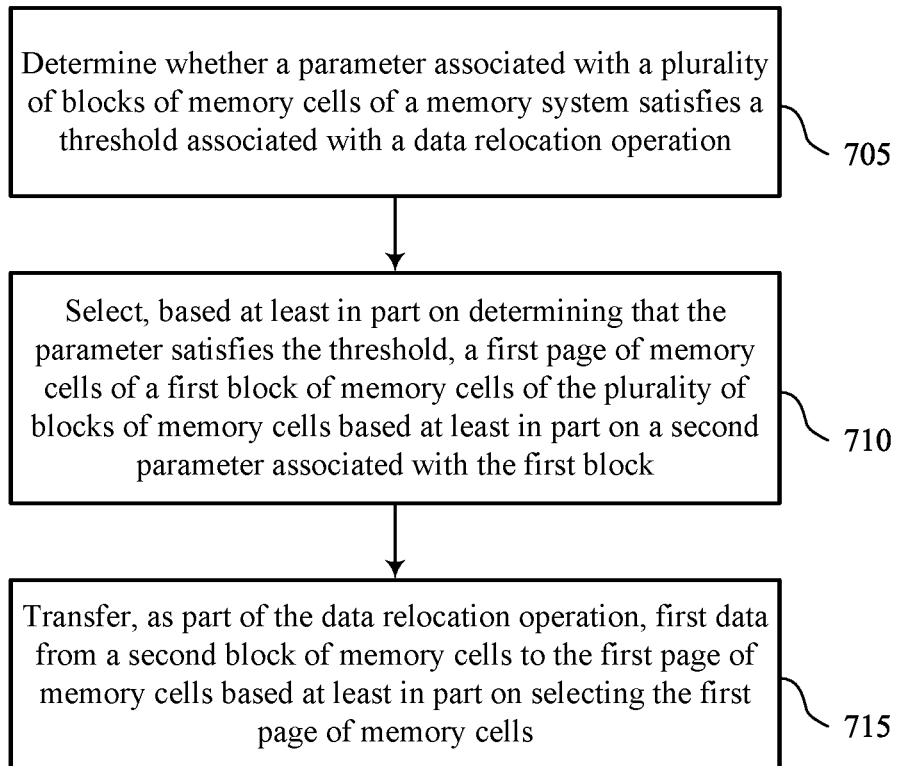 Determine whether a parameter associated with a plurality
of blocks of memory cells of a memory system satisfies a
threshold associated with a data relocation operation
705
Select, based at least in part on determining that the
parameter satisfies the threshold, a first page of memory
cells of a first block of memory cells of the plurality of
blocks of memory cells based at least in part on a second
parameter associated with the first block
710
Transfer, as part of the data relocation operation, first data
from a second block of memory cells to the first page of
memory cells based at least in part on selecting the first
page of memory cells
715